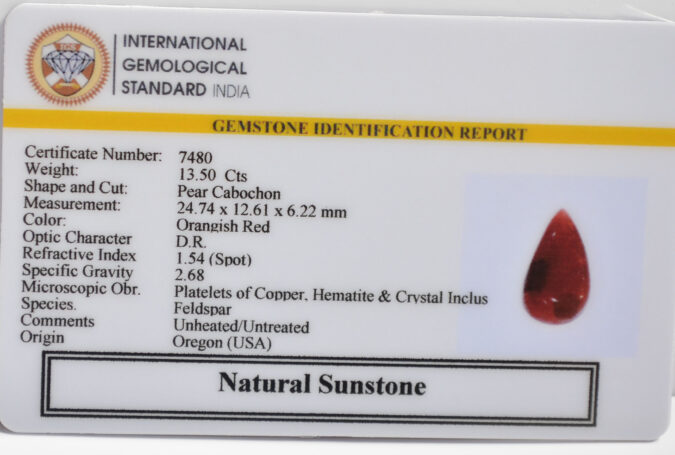 IGS
INTERNATIONAL
GEMOLOGICAL
STANDARD INDIA
GEMSTONE IDENTIFICATION REPORT
Certificate Number: 7480
Weight: 13.50 Cts
Shape and Cut: Pear Cabochon
Measurement: 24.74 x 12.61 x 6.22 mm
Color: Orangish Red
Optic Character D.R.
Refractive Index 1.54 (Spot)
Specific Gravity 2.68
Microscopic Obr. Platelets of Copper, Hematite & Crystal Inclus
Species. Feldspar
Comments Unheated/Untreated
Origin Oregon (USA)
Natural Sunstone